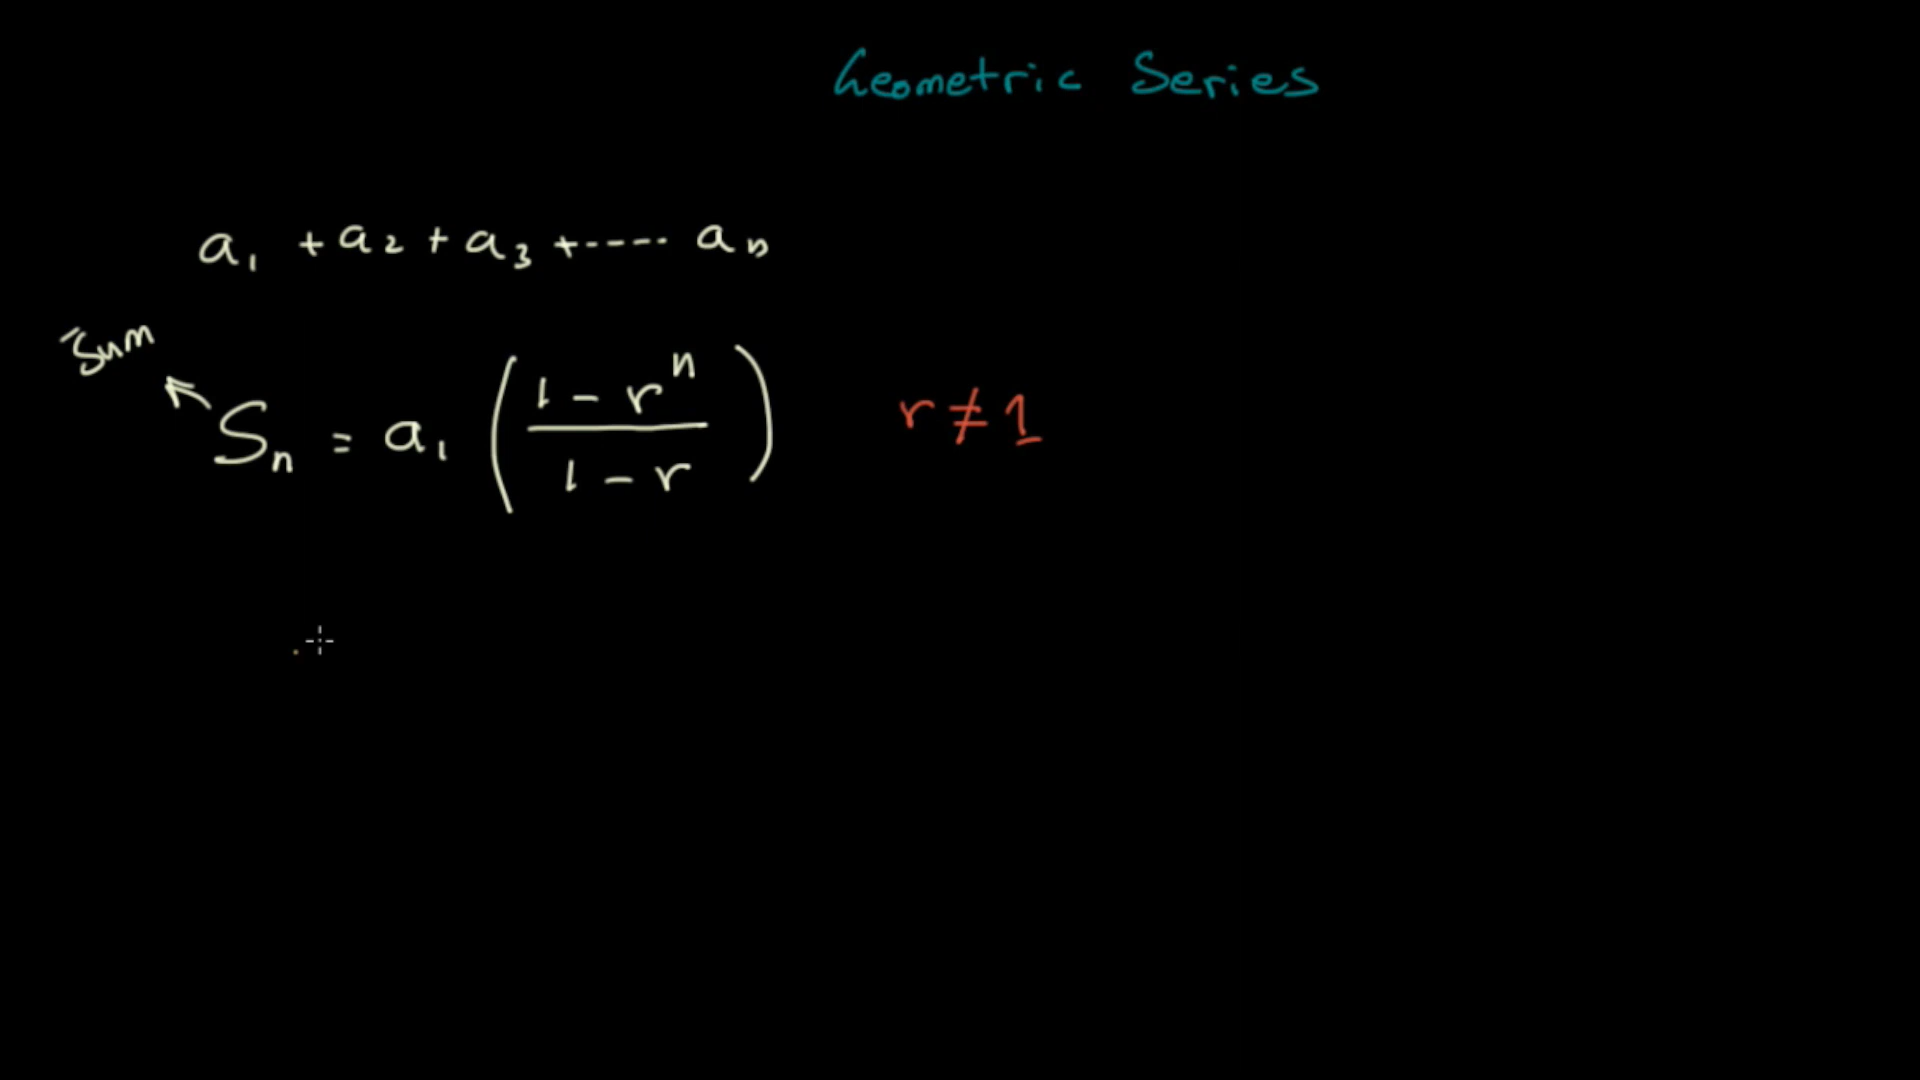 Geometric Series
a₁ + a₂ + a₃ + ----- aₙ
Sum
Sₙ = a₁ ( (1 - rⁿ) / (1 - r) ) r ≠ 1